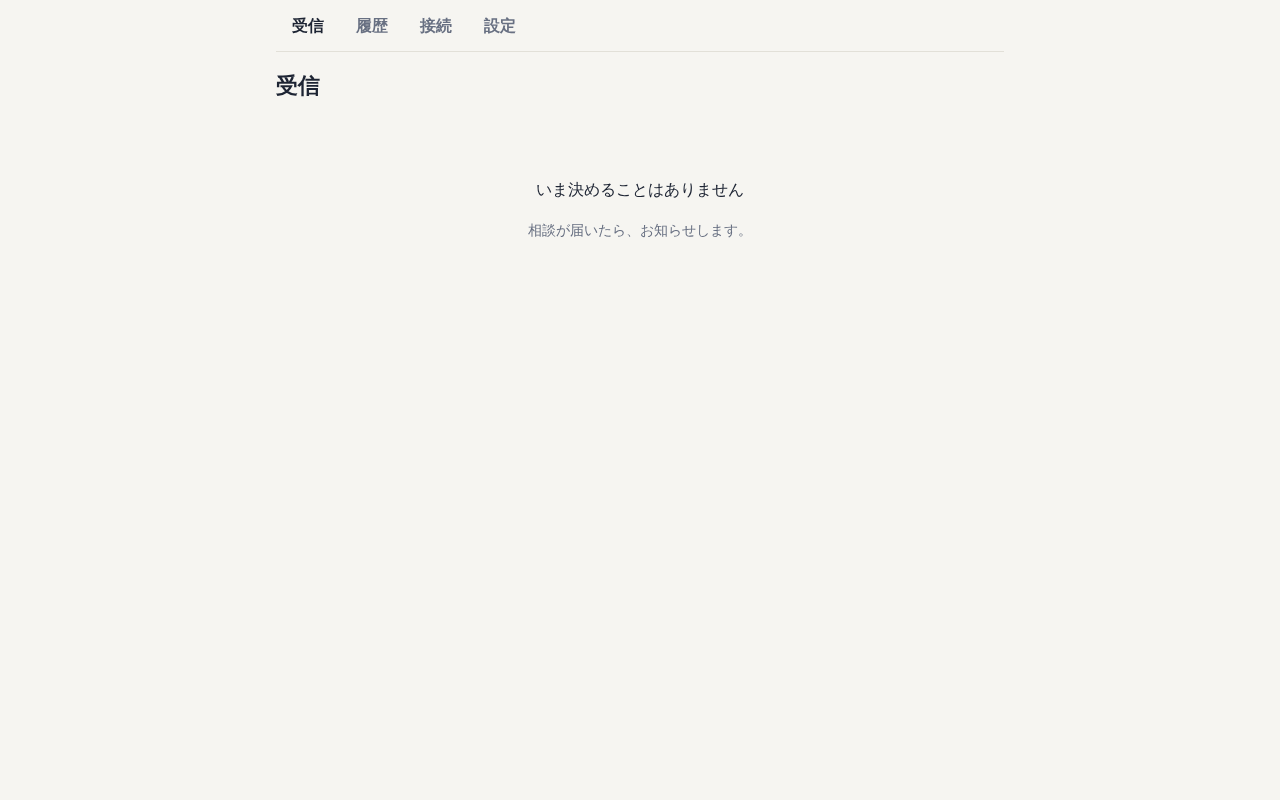 受信 履歴 接続 設定
受信
いま決めることはありません
相談が届いたら、お知らせします。